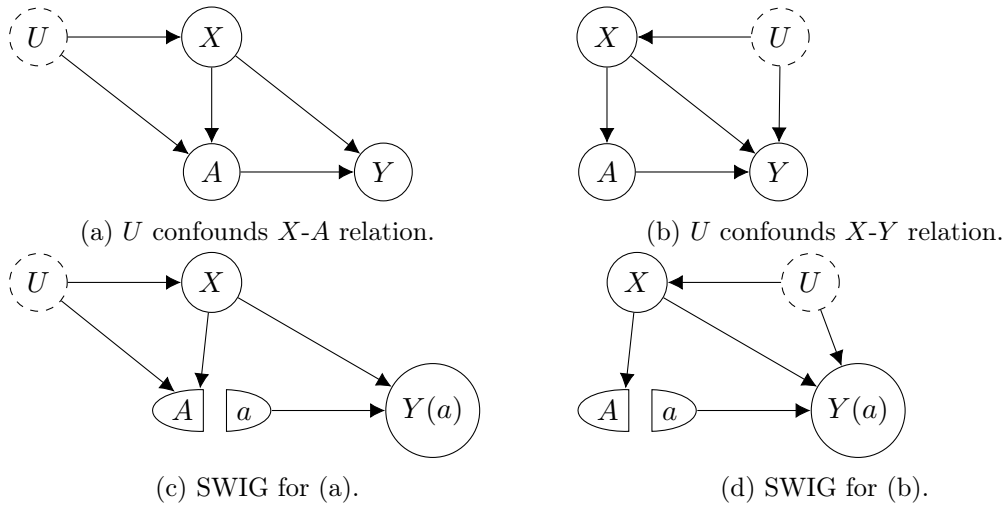 U X X U
A Y A Y
(a) U confounds X-A relation. (b) U confounds X-Y relation.
U X X U
A a Y(a) A a Y(a)
(c) SWIG for (a). (d) SWIG for (b).